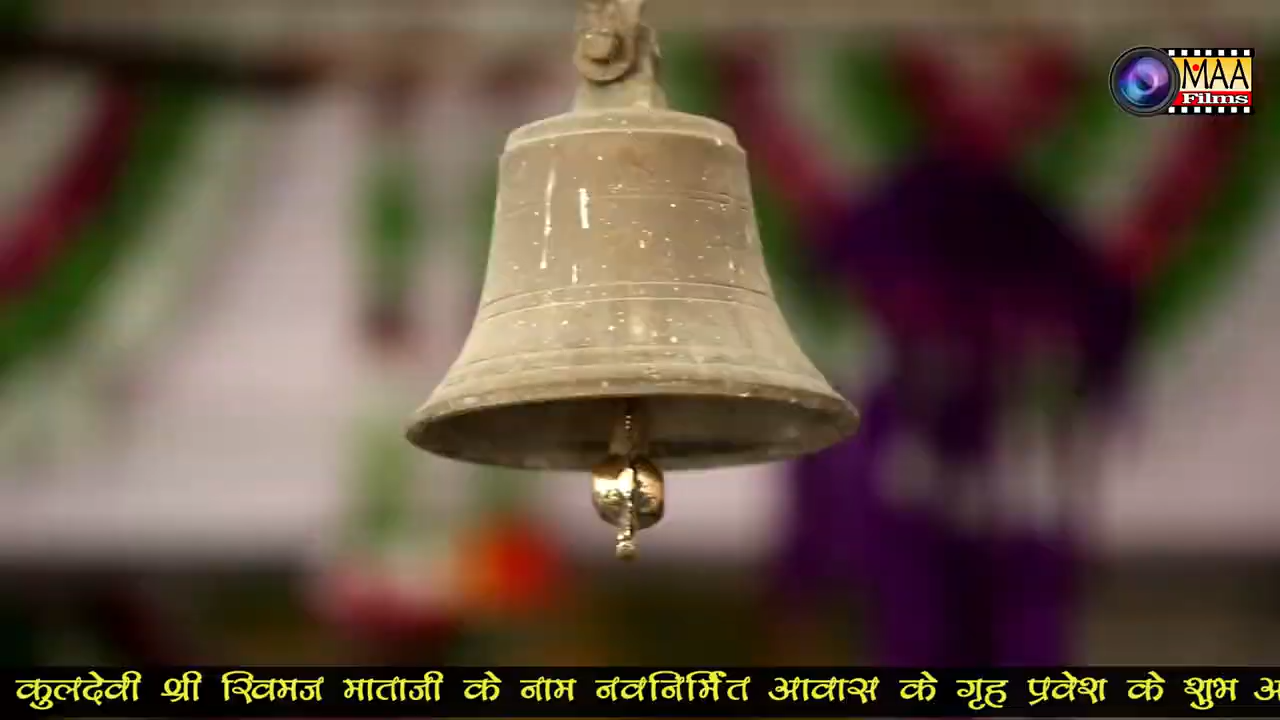 MAA
Films
कुलदेवी श्री खिमज माताजी के नाम नवनिर्मित आवास के गृह प्रवेश के शुभ